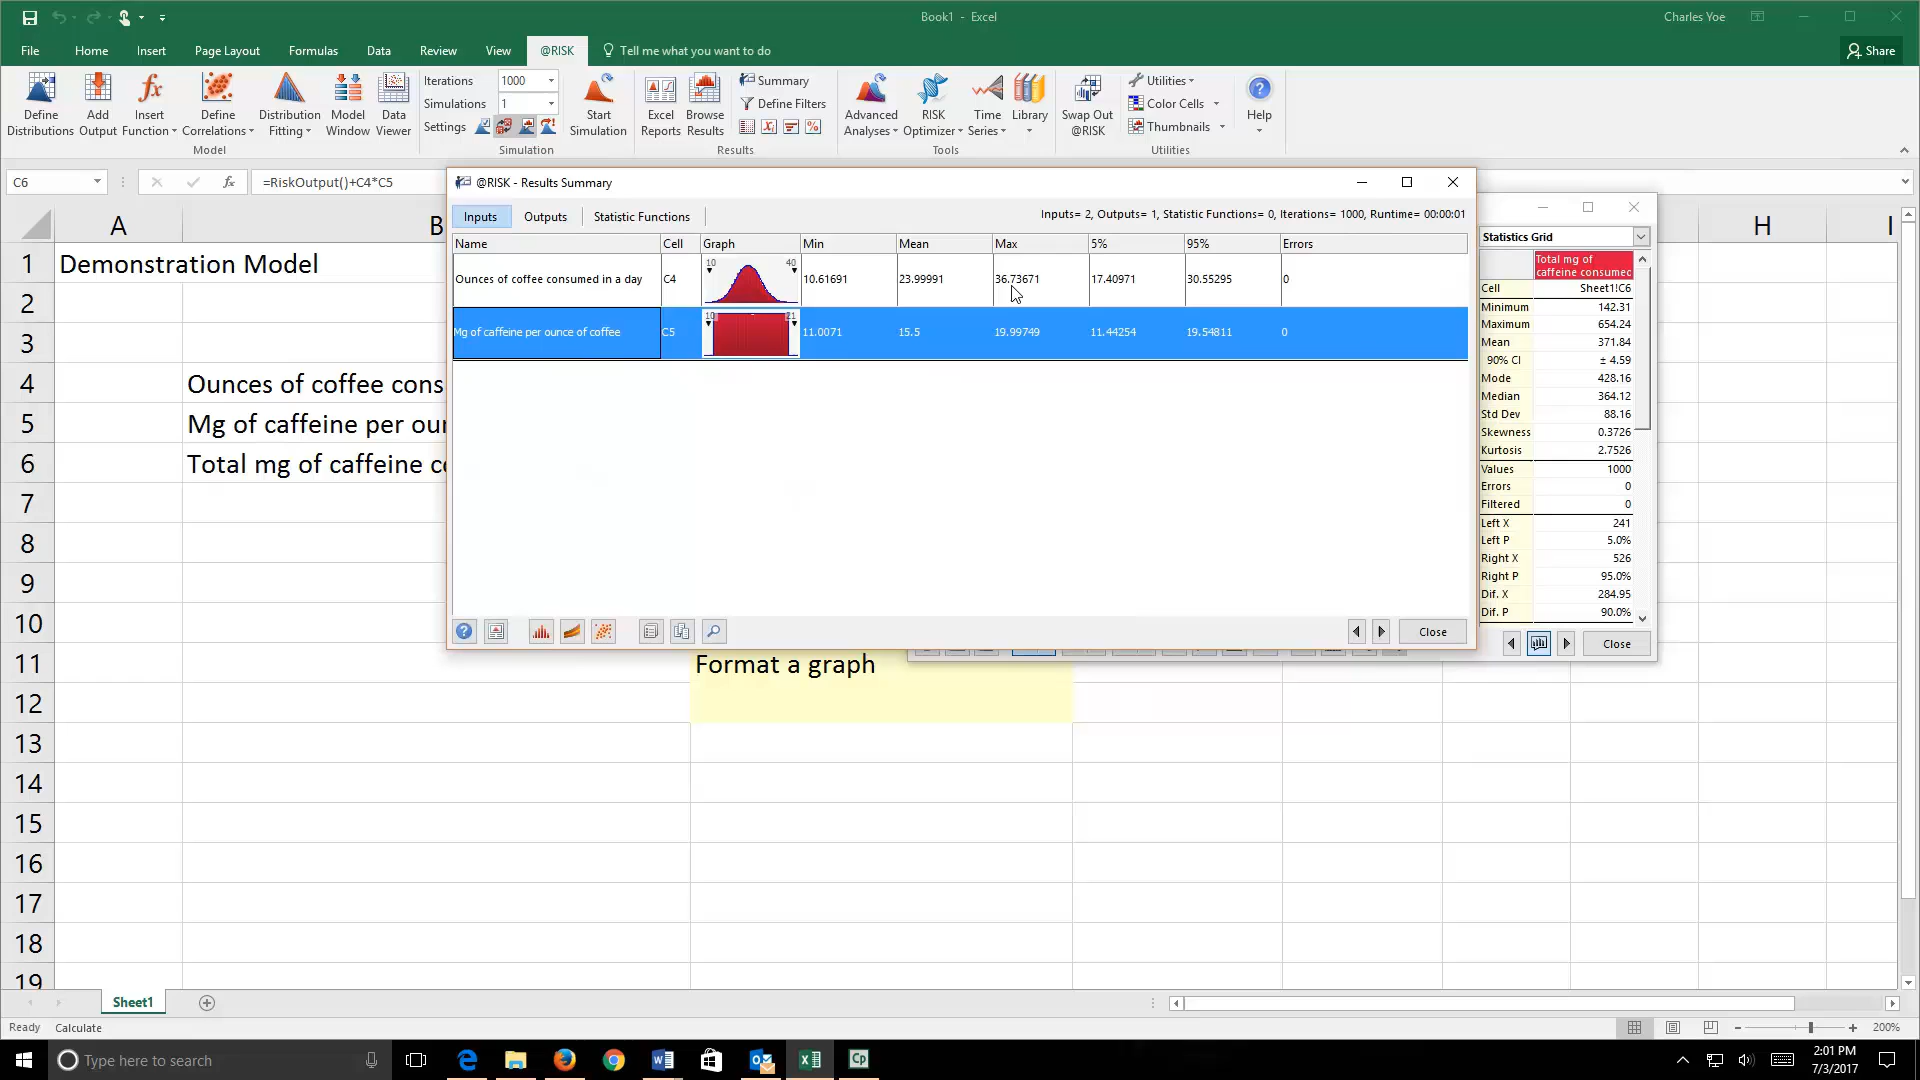 Book1 - Excel
Charles Yoe
File Home Insert Page Layout Formulas Data Review View @RISK Tell me what you want to do
Share
Define Distributions
Add Output
Insert Function
Define Correlations
Distribution Fitting
Model Window
Data Viewer
Model
Iterations 1000
Simulations 1
Settings
Start Simulation
Simulation
Excel Reports
Browse Results
Summary
Define Filters
Results
Advanced Analyses
RISK Optimizer
Time Series
Library
Tools
Swap Out @RISK
Utilities
Color Cells
Thumbnails
Utilities
Help
C6
fx
=RiskOutput()+C4*C5
A B H I
1 Demonstration Model
2
3
4 Ounces of coffee cons
5 Mg of caffeine per ou
6 Total mg of caffeine c
7
8
9
10
11 Format a graph
12
13
14
15
16
17
18
19
@RISK - Results Summary
Inputs Outputs Statistic Functions
Inputs= 2, Outputs= 1, Statistic Functions= 0, Iterations= 1000, Runtime= 00:00:01
Name Cell Graph Min Mean Max 5% 95% Errors
Ounces of coffee consumed in a day C4 10 40 10.61691 23.99991 36.73671 17.40971 30.55295 0
Mg of caffeine per ounce of coffee C5 10 21 11.0071 15.5 19.99749 11.44254 19.54811 0
Close
Statistics Grid
Total mg of
caffeine consumec
Cell Sheet1!C6
Minimum 142.31
Maximum 654.24
Mean 371.84
90% CI ± 4.59
Mode 428.16
Median 364.12
Std Dev 88.16
Skewness 0.3726
Kurtosis 2.7526
Values 1000
Errors 0
Filtered 0
Left X 241
Left P 5.0%
Right X 526
Right P 95.0%
Dif. X 284.95
Dif. P 90.0%
Close
Sheet1
Ready Calculate
200%
Type here to search
Cp
2:01 PM
7/3/2017